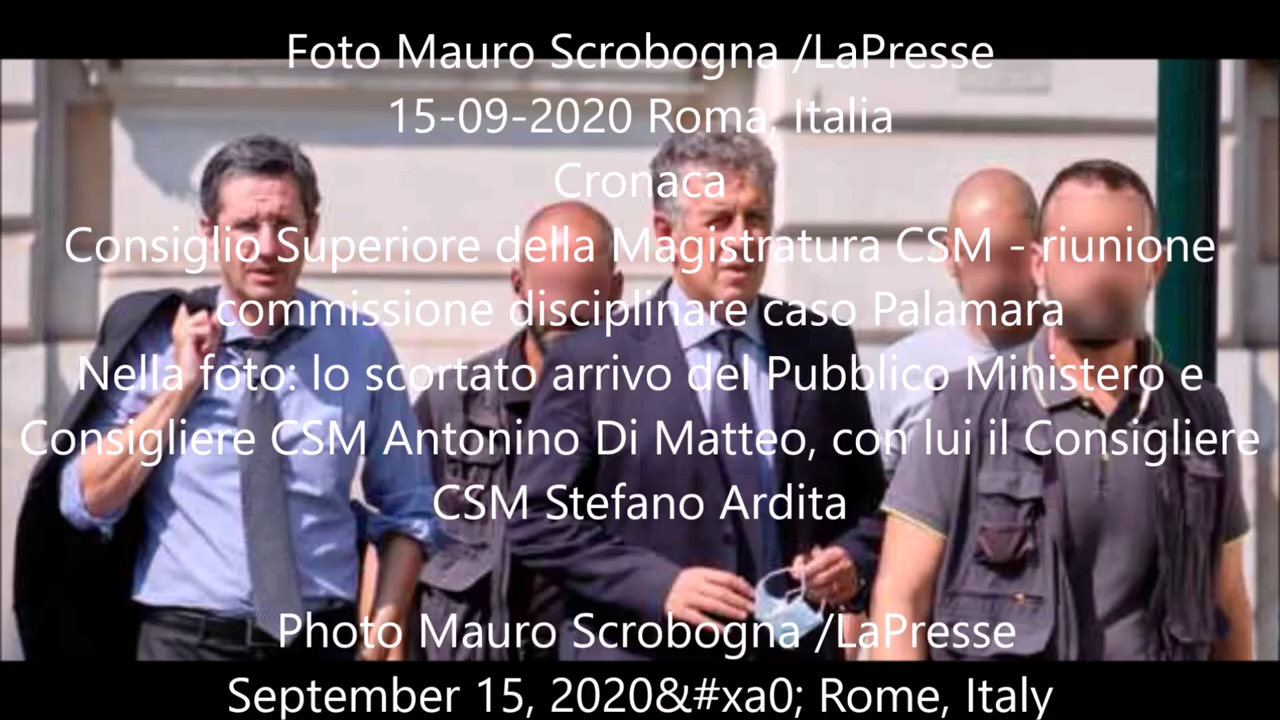 Foto Mauro Scrobogna /LaPresse
15-09-2020 Roma, Italia
Cronaca
Consiglio Superiore della Magistratura CSM - riunione
commissione disciplinare caso Palamara
Nella foto: lo scortato arrivo del Pubblico Ministero e
Consigliere CSM Antonino Di Matteo, con lui il Consigliere
CSM Stefano Ardita
Photo Mauro Scrobogna /LaPresse
September 15, 2020&#xa0; Rome, Italy